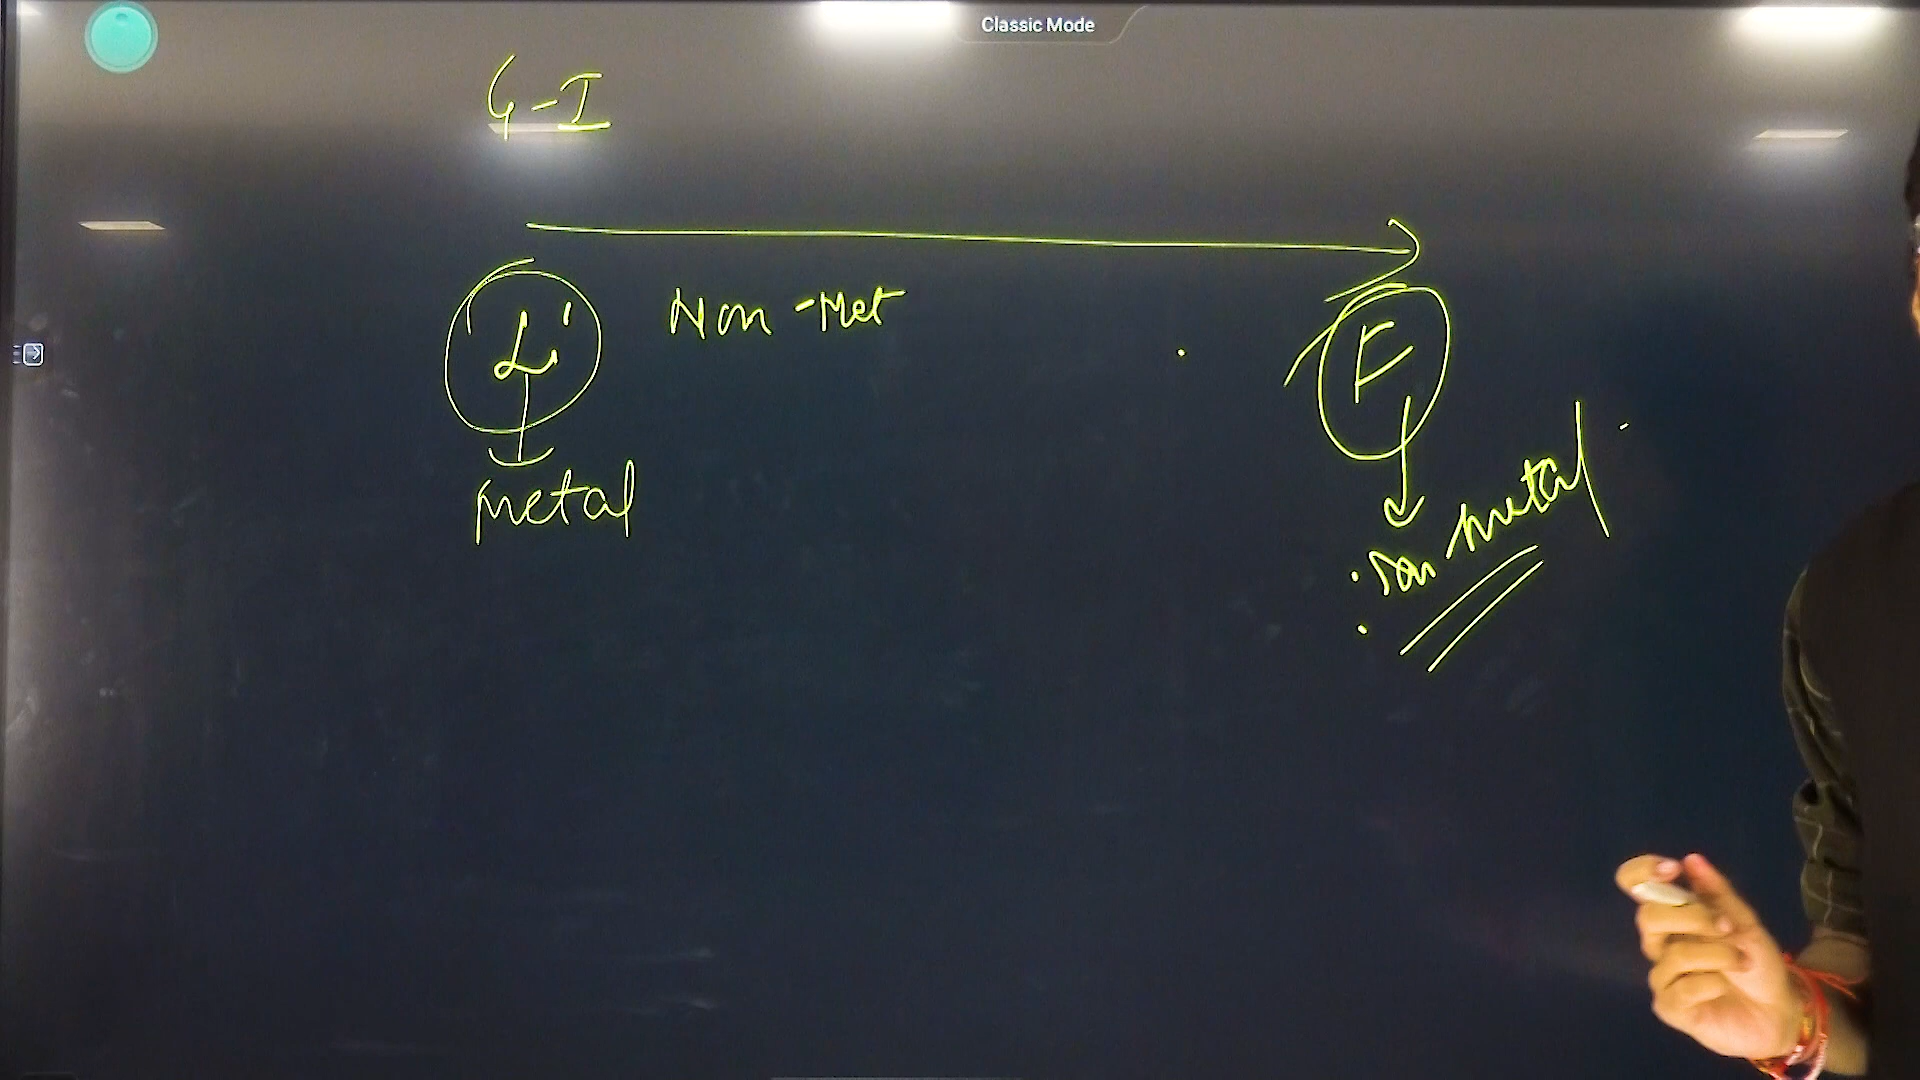 Classic Mode
G-I
Li
Non-Met
F
metal
Non metal